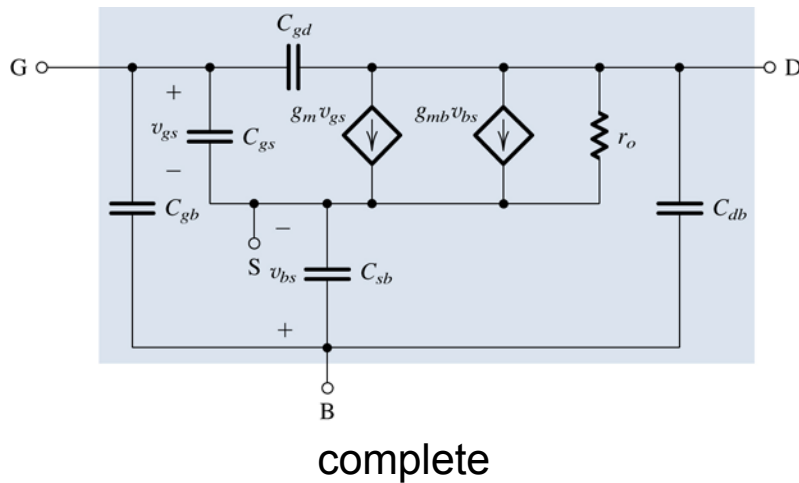 C_gd
G
D
+
g_m v_gs
g_mb v_bs
v_gs
C_gs
r_o
−
C_gb
−
C_db
S
v_bs
C_sb
+
B
complete